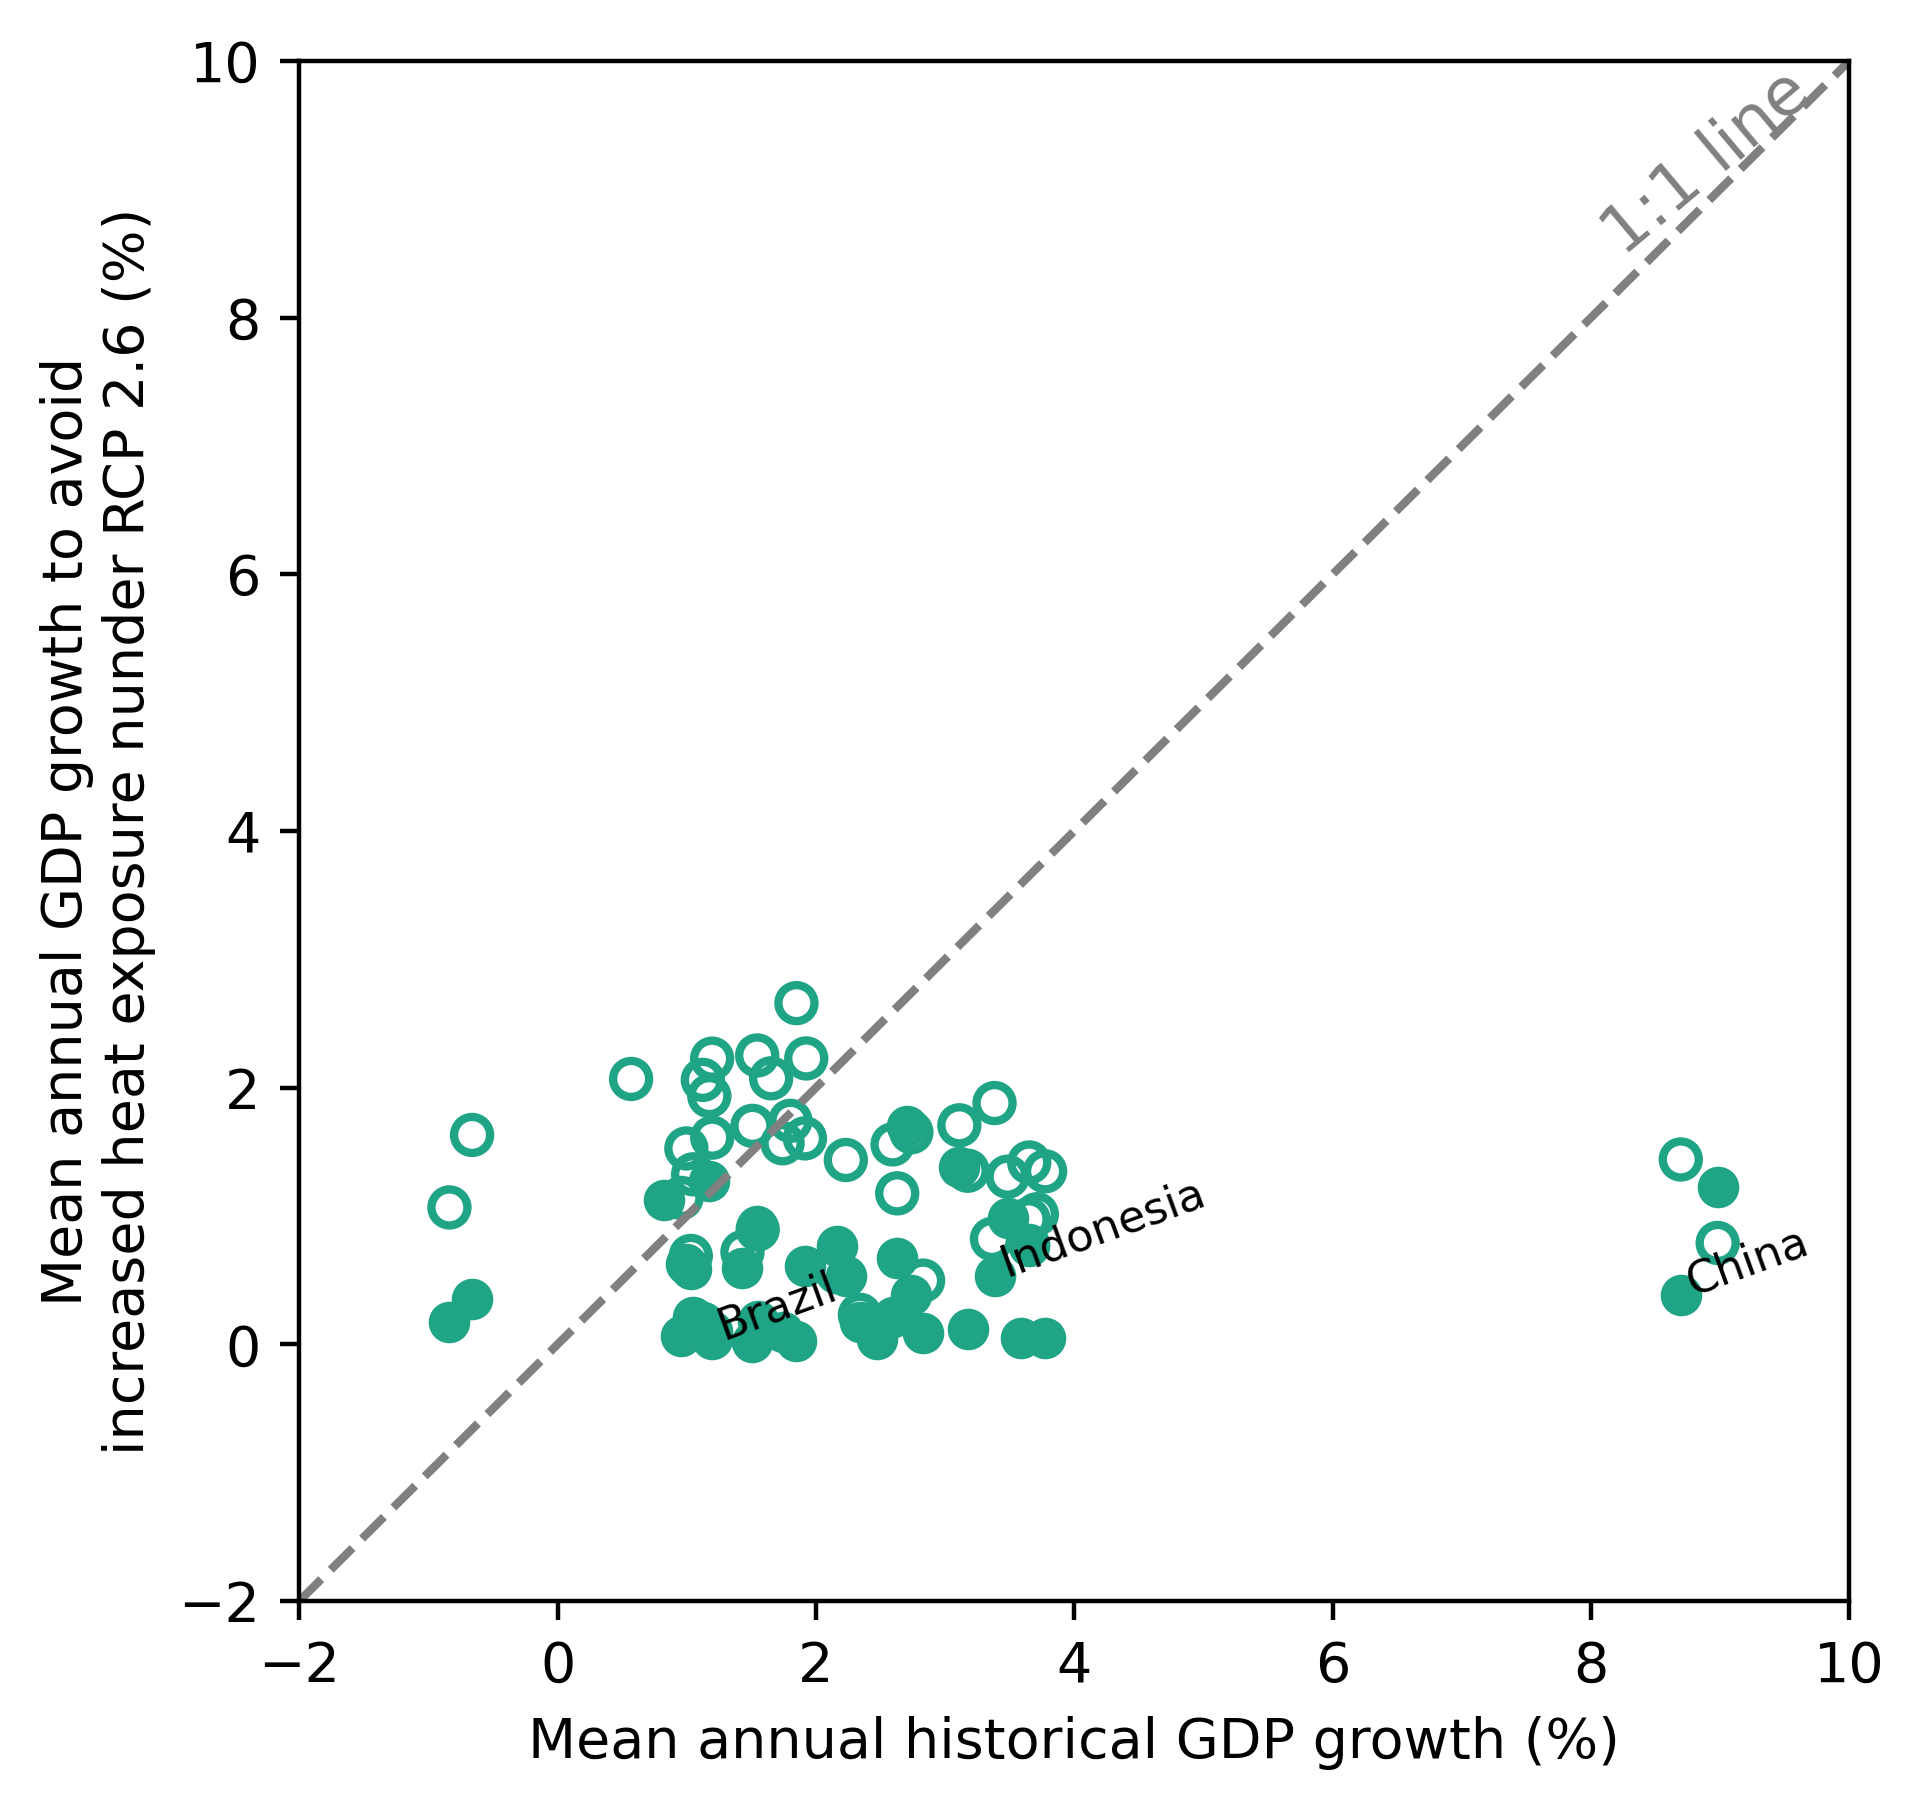 Mean annual GDP growth to avoid
increased heat exposure nunder RCP 2.6 (%)
10
8
6
4
2
0
−2
1:1 line
Indonesia
China
Brazil
−2
0
2
4
6
8
10
Mean annual historical GDP growth (%)